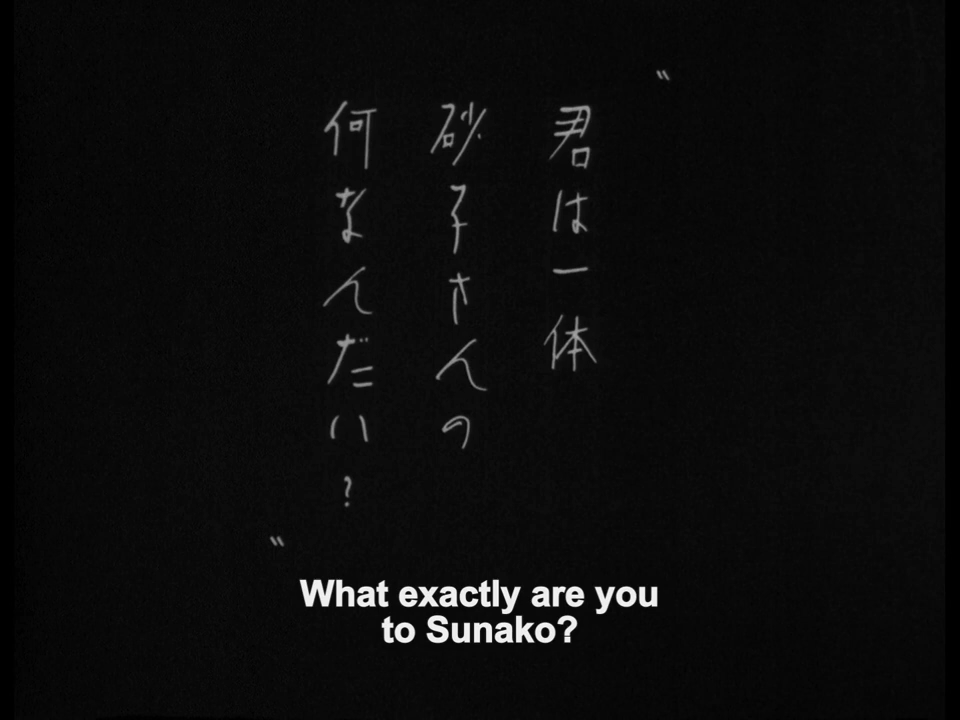 〝
君は一体
砂子さんの
何なんだい?
〟
What exactly are you
to Sunako?